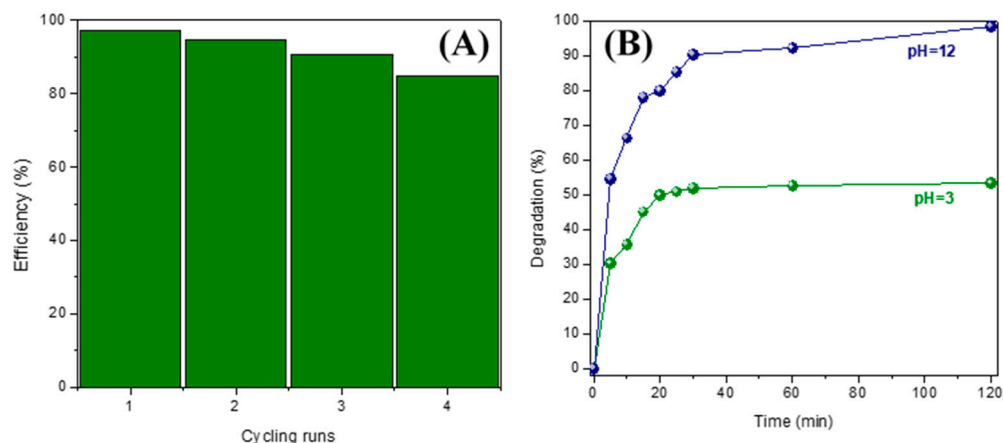 (A)
100
80
60
40
20
0
Efficiency (%)
1 2 3 4
Cycling runs
(B)
100
90
80
70
60
50
40
30
20
10
0
Degradation (%)
pH=12
pH=3
0 20 40 60 80 100 120
Time (min)